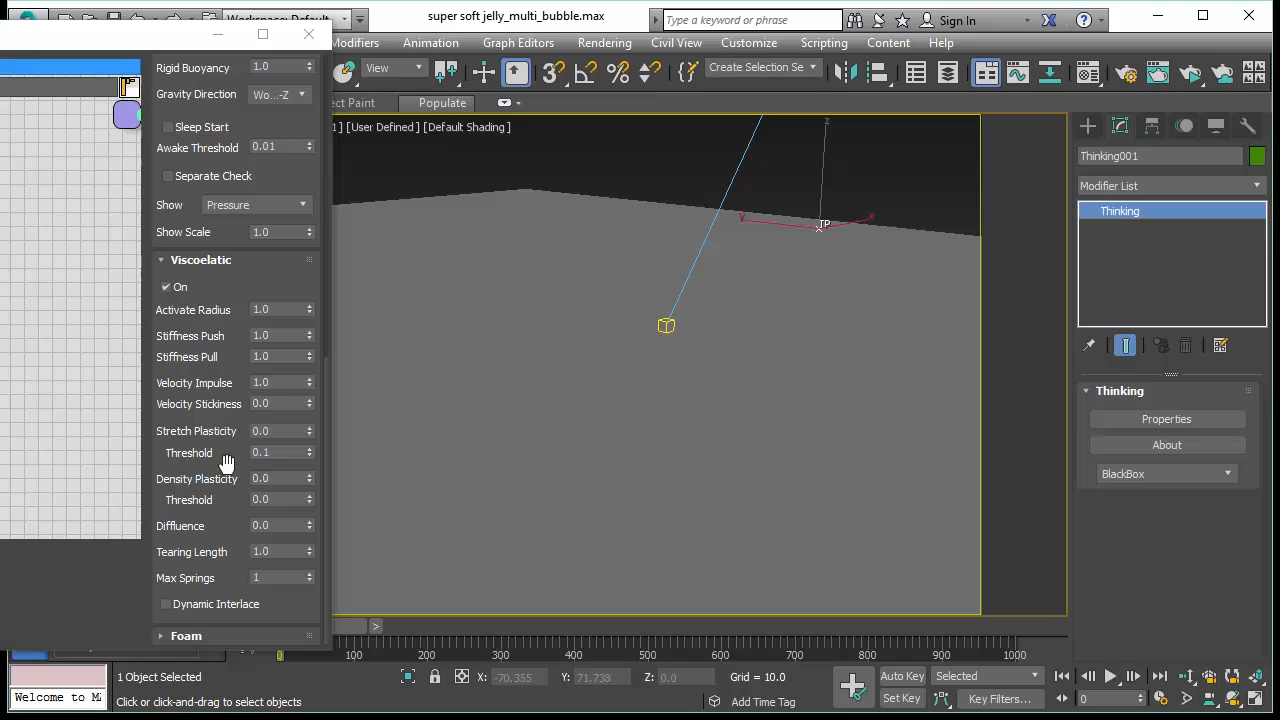 Workspace: Default
super soft jelly_multi_bubble.max
Type a keyword or phrase
Sign In
Modifiers
Animation
Graph Editors
Rendering
Civil View
Customize
Scripting
Content
Help
View
Create Selection Se
ect Paint
Populate
1 ] [User Defined ] [Default Shading ]
Rigid Buoyancy 1.0
Gravity Direction Wo...-Z
Sleep Start
Awake Threshold 0.01
Separate Check
Show Pressure
Show Scale 1.0
Viscoelatic
On
Activate Radius 1.0
Stiffness Push 1.0
Stiffness Pull 1.0
Velocity Impulse 1.0
Velocity Stickness 0.0
Stretch Plasticity 0.0
Threshold 0.1
Density Plasticity 0.0
Threshold 0.0
Diffluence 0.0
Tearing Length 1.0
Max Springs 1
Dynamic Interlace
Foam
z
y
x
TP
Thinking001
Modifier List
Thinking
Thinking
Properties
About
BlackBox
0 100 200 300 400 500 600 700 800 900 1000
1 Object Selected
X: -70.355
Y: 71.738
Z: 0.0
Grid = 10.0
Auto Key
Selected
Welcome to M
Click or click-and-drag to select objects
Add Time Tag
Set Key
Key Filters...
0